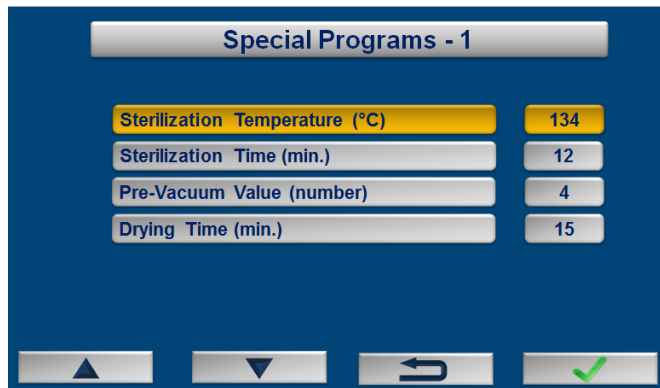 Special Programs - 1
Sterilization Temperature (°C) 134
Sterilization Time (min.) 12
Pre-Vacuum Value (number) 4
Drying Time (min.) 15